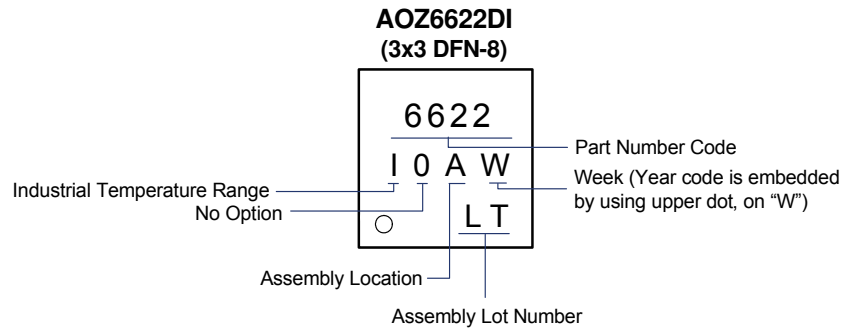 AOZ6622DI
(3x3 DFN-8)
6622
Part Number Code
I 0 A W
Industrial Temperature Range
No Option
Week (Year code is embedded
by using upper dot, on “W”)
L T
Assembly Location
Assembly Lot Number